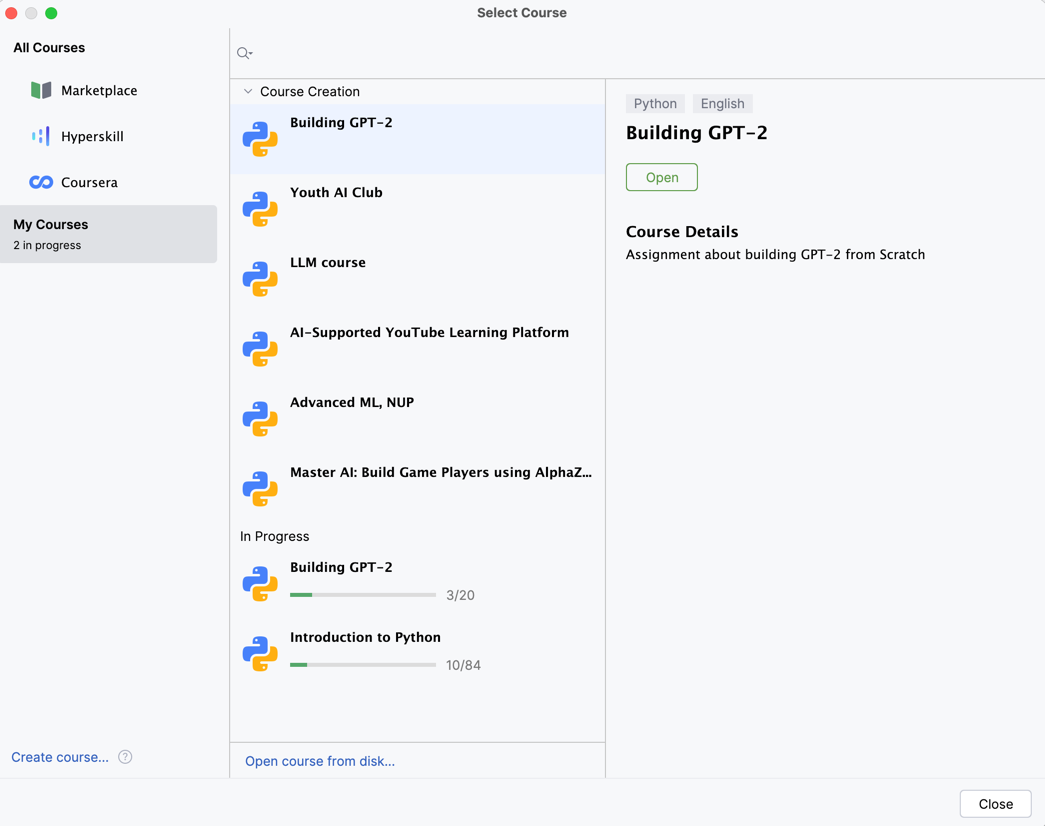 Select Course
All Courses
Marketplace
Hyperskill
Coursera
My Courses
2 in progress
Create course...
?
Course Creation
Building GPT-2
Youth AI Club
LLM course
AI-Supported YouTube Learning Platform
Advanced ML, NUP
Master AI: Build Game Players using AlphaZ...
In Progress
Building GPT-2
3/20
Introduction to Python
10/84
Open course from disk...
Python English
Building GPT-2
Open
Course Details
Assignment about building GPT-2 from Scratch
Close